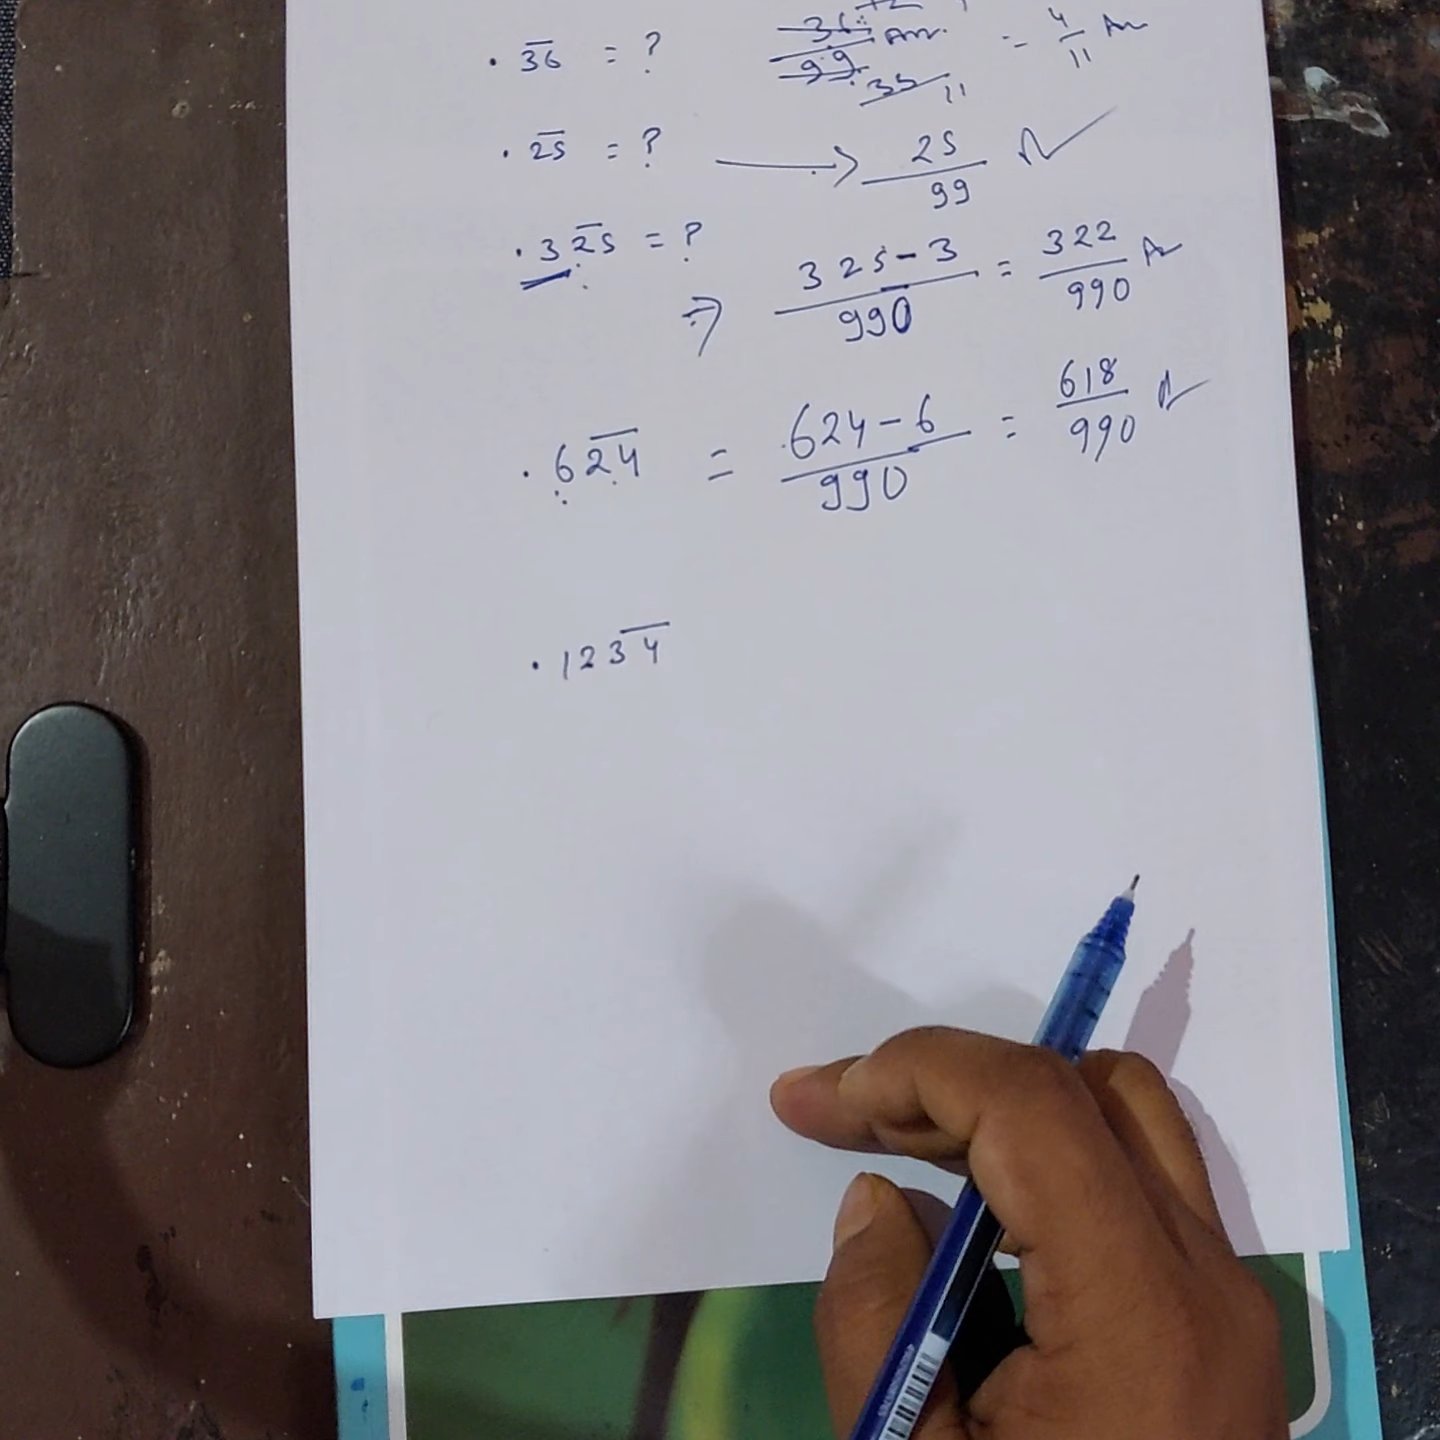 . 3̅6̅ = ? 36/99 Ans. = 4/11 An
. 2̅5̅ = ? → 25/99
. 32̅5̅ = ?
⇒ 325-3/990 = 322/990 A
. 62̅4̅ = 624-6/990 = 618/990
. 123̅4̅